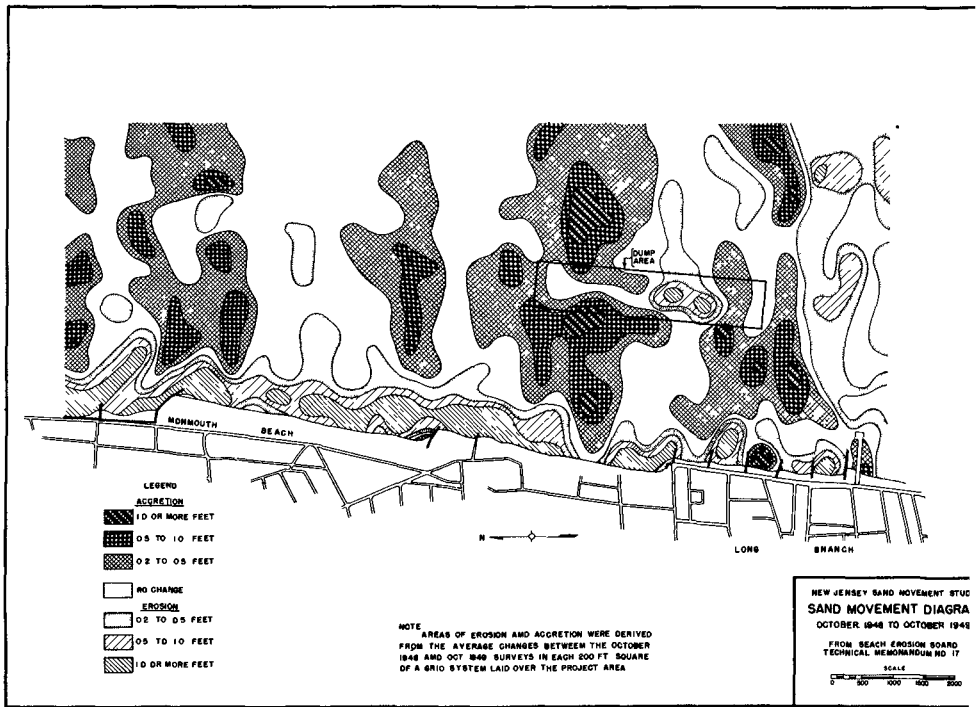 DUMP
AREA
MONMOUTH BEACH
N
LONG BRANCH
LEGEND
ACCRETION
1.0 OR MORE FEET
0.5 TO 1.0 FEET
0.2 TO 0.5 FEET
NO CHANGE
EROSION
0.2 TO 0.5 FEET
0.5 TO 1.0 FEET
1.0 OR MORE FEET
NOTE
AREAS OF EROSION AND ACCRETION WERE DERIVED
FROM THE AVERAGE CHANGES BETWEEN THE OCTOBER
1948 AND OCT 1949 SURVEYS IN EACH 200 FT SQUARE
OF A GRID SYSTEM LAID OVER THE PROJECT AREA
NEW JERSEY SAND MOVEMENT STUD
SAND MOVEMENT DIAGRA
OCTOBER 1948 TO OCTOBER 1949
FROM BEACH EROSION BOARD
TECHNICAL MEMORANDUM NO 17
SCALE
0 500 1000 1500 2000